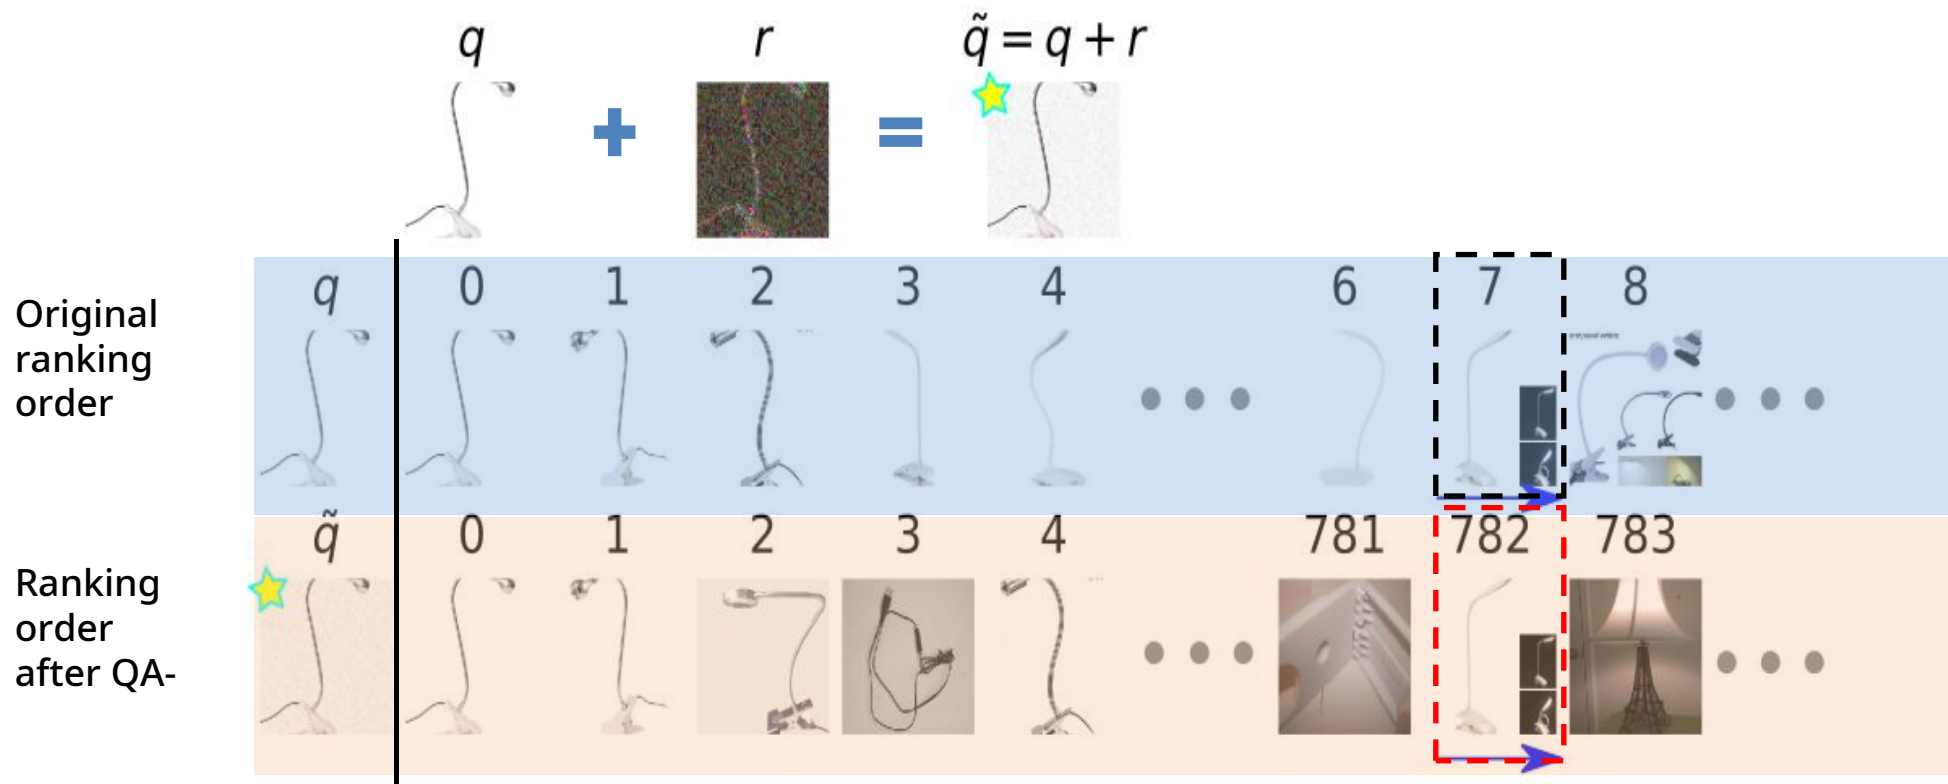 q r q̃ = q + r
Original
ranking
order
q 0 1 2 3 4 6 7 8
Ranking
order
after QA-
q̃ 0 1 2 3 4 781 782 783